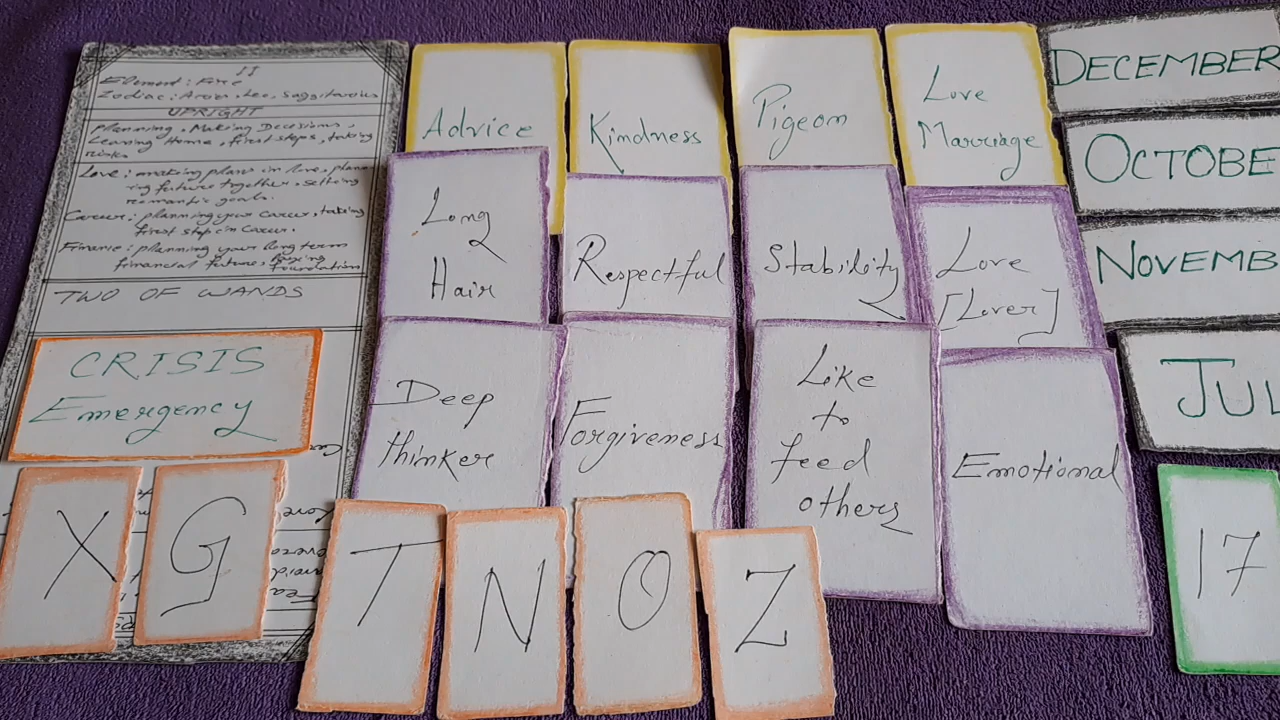 II
Element: Fire
Zodiac: Aries, Leo, Saggitarius
UPRIGHT
Planning, Making Decisions,
Leaving Home, first steps, taking
risks
Love: making plans in love, plann-
ing future together, setting
romantic goals.
Career: planning your career, taking
first step in career.
Finance: planning your long term
financial future, laying
foundation
TWO OF WANDS
CRISIS
Emergency
Advice
Kindness
Pigeon
Love
Marriage
Long
Hair
Respectful
Stability
Love
[Lover]
Deep
thinker
Forgiveness
Like
to
feed
others
Emotional
DECEMBER
OCTOBE
NOVEMB
JUL
17
X
G
T
N
O
Z